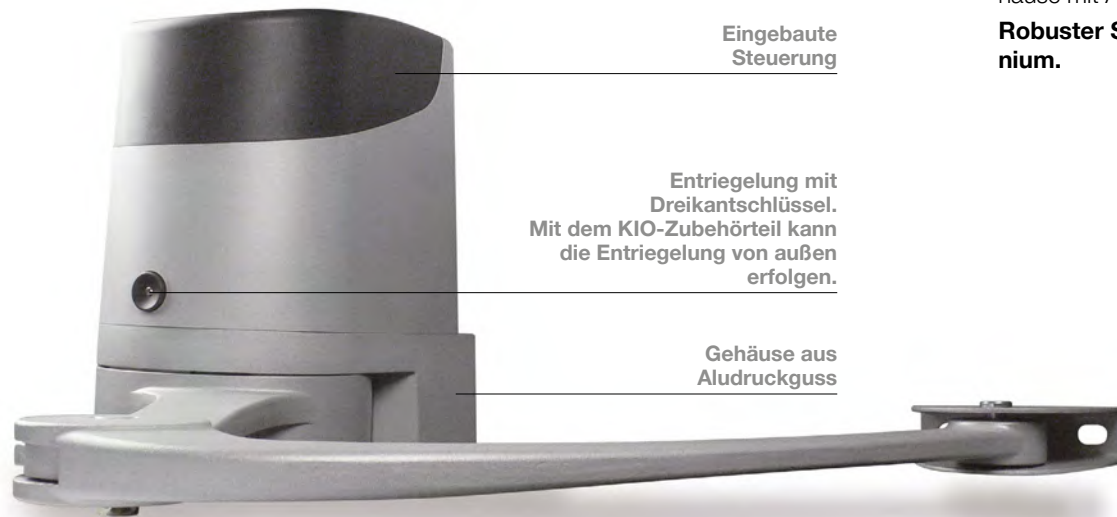 Eingebaute
Steuerung
Entriegelung mit
Dreikantschlüssel.
Mit dem KIO-Zubehörteil kann
die Entriegelung von außen
erfolgen.
Gehäuse aus
Aludruckguss
mit
Robuster
nium.